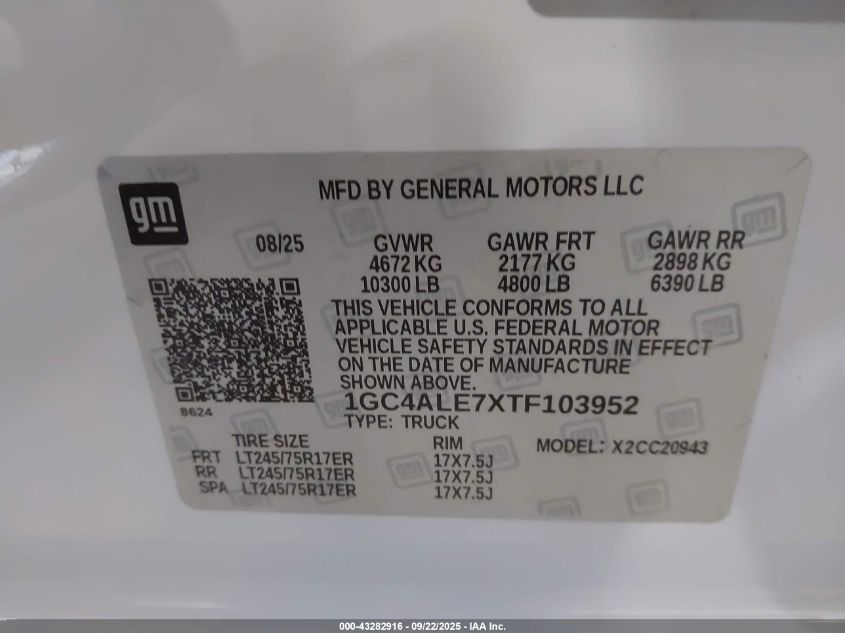 gm
MFD BY GENERAL MOTORS LLC
08/25 GVWR GAWR FRT GAWR RR
4672 KG 2177 KG 2898 KG
10300 LB 4800 LB 6390 LB
THIS VEHICLE CONFORMS TO ALL
APPLICABLE U.S. FEDERAL MOTOR
VEHICLE SAFETY STANDARDS IN EFFECT
ON THE DATE OF MANUFACTURE
SHOWN ABOVE.
8624
1GC4ALE7XTF103952
TYPE: TRUCK
TIRE SIZE RIM MODEL: X2CC20943
FRT LT245/75R17ER 17X7.5J
RR LT245/75R17ER 17X7.5J
SPA LT245/75R17ER 17X7.5J
000-43282916 - 09/22/2025 - IAA Inc.